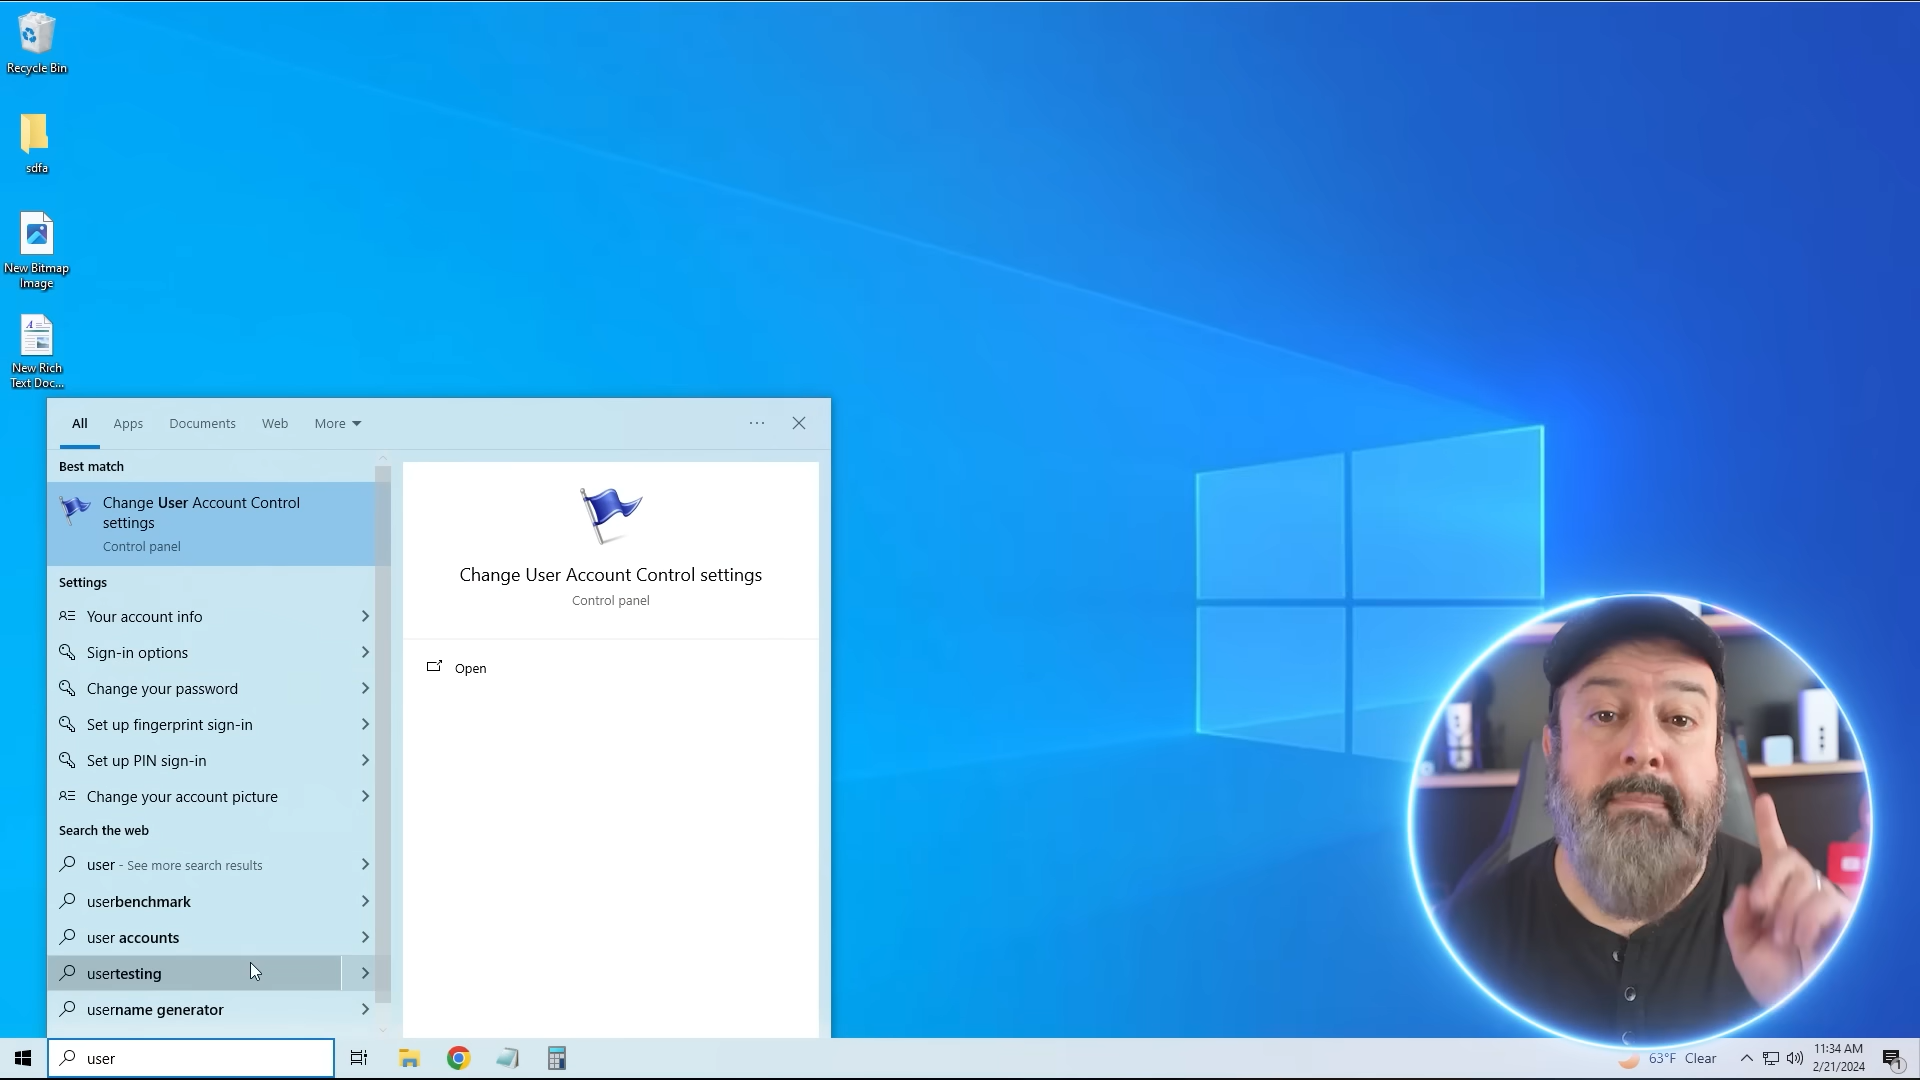 Recycle Bin
sdfa
New Bitmap
Image
New Rich
Text Doc...
All Apps Documents Web More
Best match
Change User Account Control
settings
Control panel
Settings
Your account info
Sign-in options
Change your password
Set up fingerprint sign-in
Set up PIN sign-in
Change your account picture
Search the web
user - See more search results
userbenchmark
user accounts
usertesting
username generator
Change User Account Control settings
Control panel
Open
user
63°F Clear
11:34 AM
2/21/2024
1